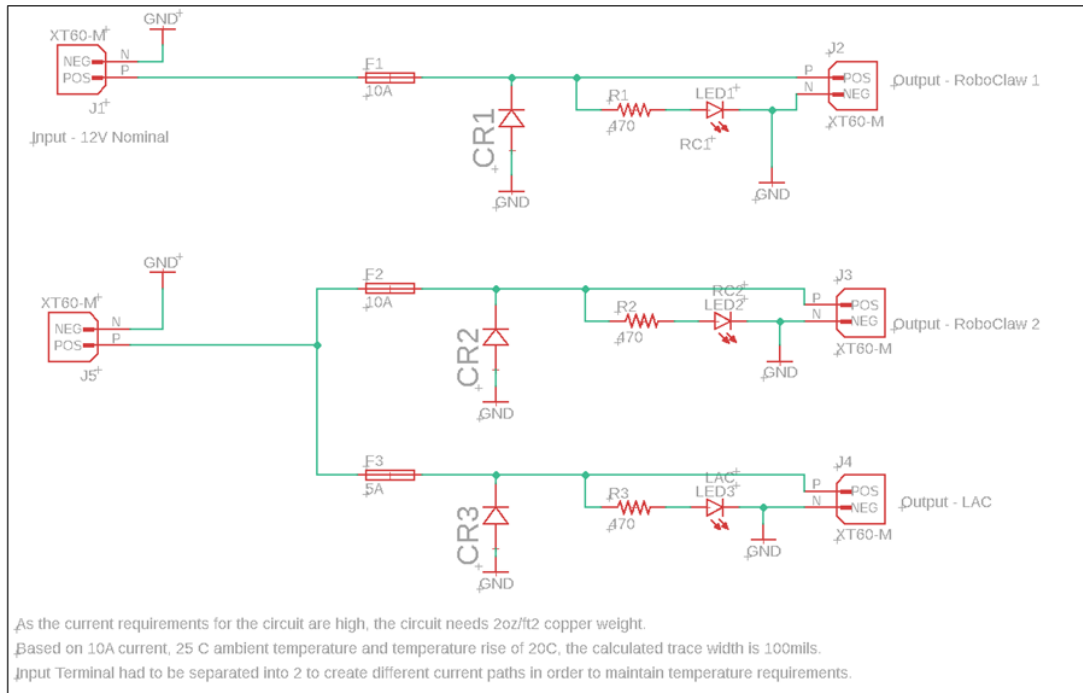 GND
XT60-M
NEG N
POS P
J1
Input - 12V Nominal
F1
10A
CR1
GND
R1
470
LED1
RC1
GND
J2
P POS
N NEG
XT60-M
Output - RoboClaw 1
GND
XT60-M
NEG N
POS P
J5
F2
10A
CR2
GND
R2
470
RC2
LED2
GND
J3
P POS
N NEG
XT60-M
Output - RoboClaw 2
F3
5A
CR3
GND
R3
470
LAC
LED3
GND
J4
P POS
N NEG
XT60-M
Output - LAC
As the current requirements for the circuit are high, the circuit needs 2oz/ft2 copper weight.
Based on 10A current, 25 C ambient temperature and temperature rise of 20C, the calculated trace width is 100mils.
Input Terminal had to be separated into 2 to create different current paths in order to maintain temperature requirements.